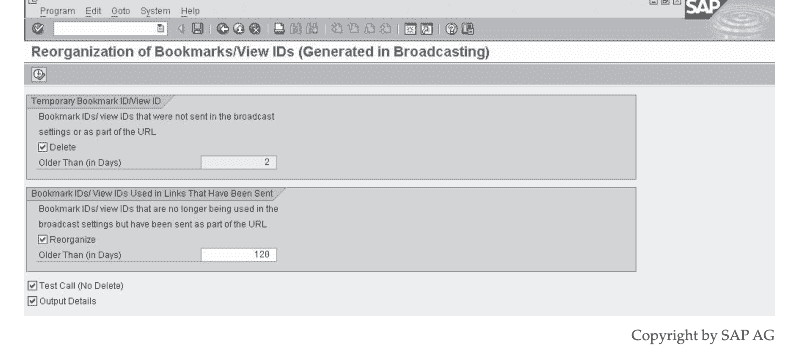 SAP
Program Edit Goto System Help
Reorganization of Bookmarks/View IDs (Generated in Broadcasting)
Temporary Bookmark ID/View ID
Bookmark IDs/ view iDs that were not sent in the broadcast
settings or as part of the URL
Delete
Older Than (in Days) 2
Bookmark IDs/ View IDs Used in Links That Have Been Sent
Bookmark IDs/ view IDs that are no longer being used in the
broadcast settings but have been sent as part of the URL
Reorganize
Older Than (in Days) 120
Test Call (No Delete)
Output Details
Copyright by SAP AG